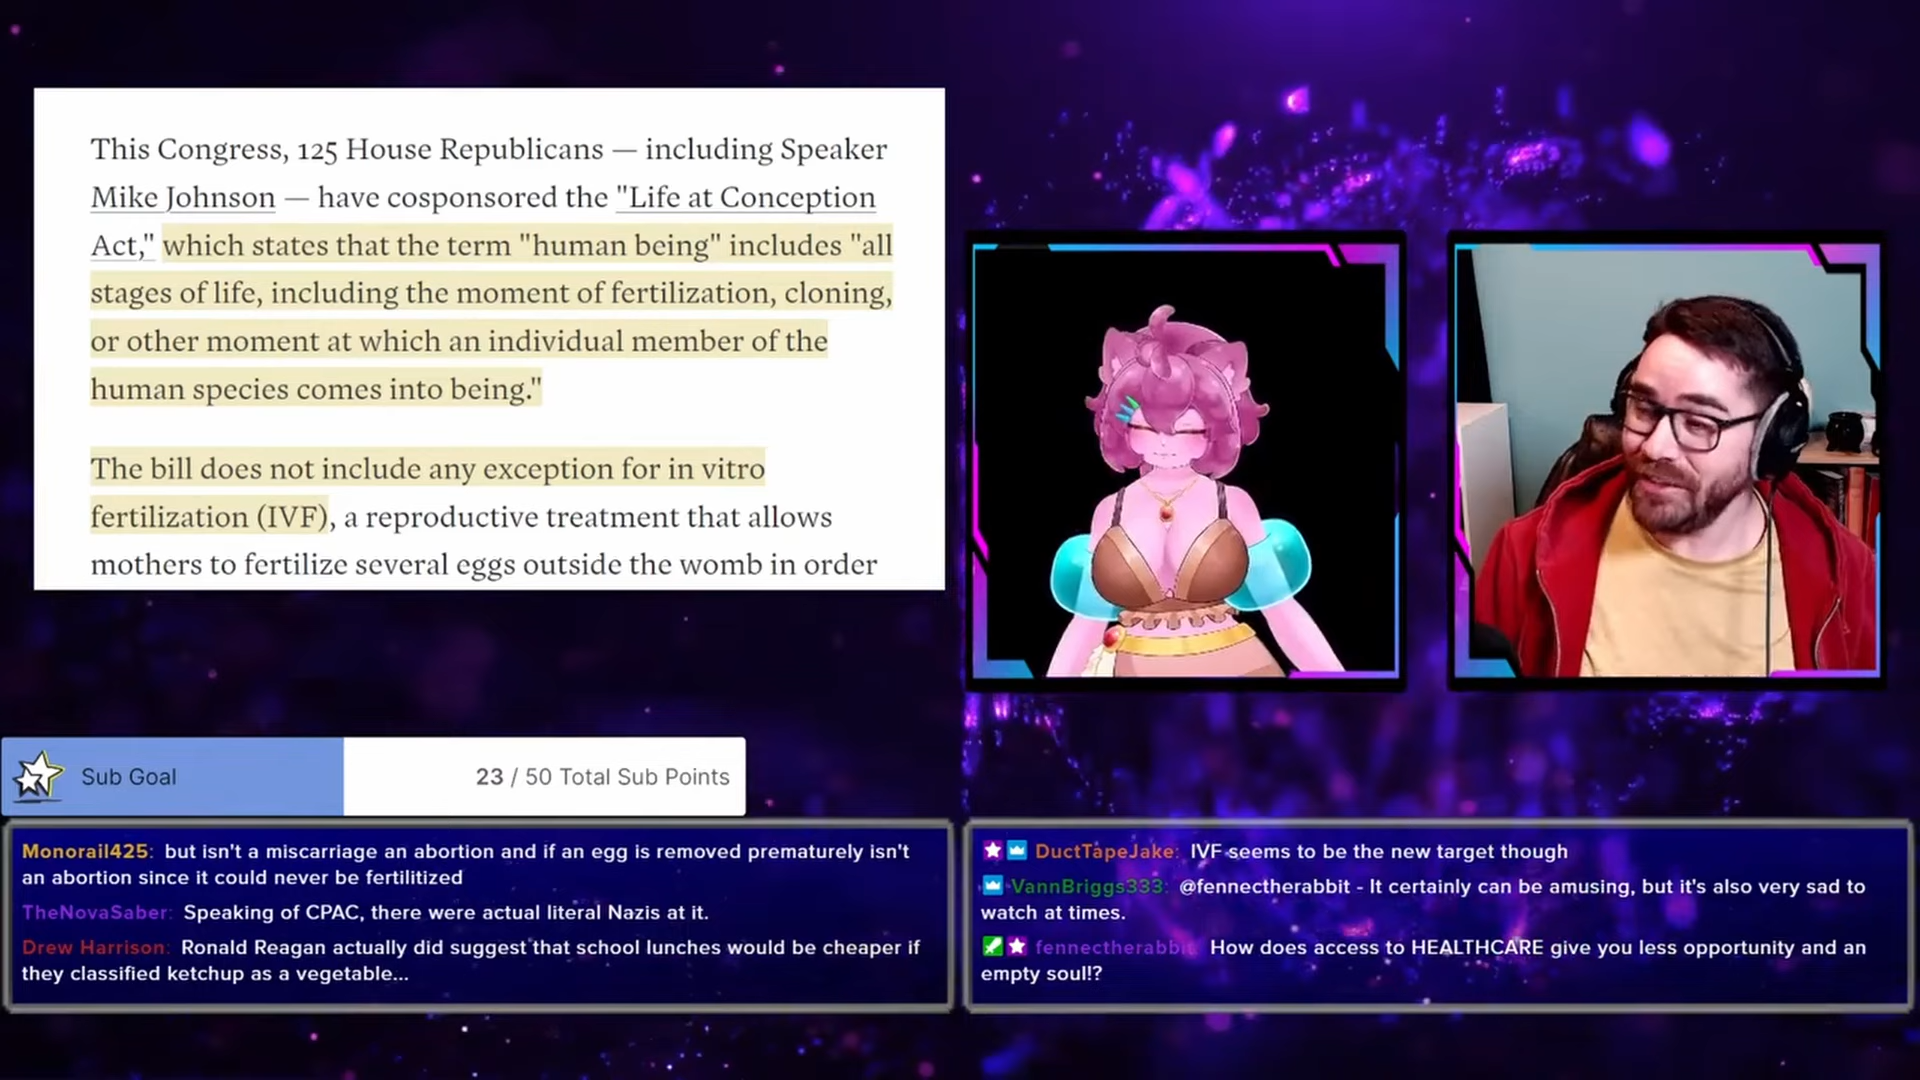 This Congress, 125 House Republicans — including Speaker
Mike Johnson — have cosponsored the "Life at Conception
Act," which states that the term "human being" includes "all
stages of life, including the moment of fertilization, cloning,
or other moment at which an individual member of the
human species comes into being."
The bill does not include any exception for in vitro
fertilization (IVF), a reproductive treatment that allows
mothers to fertilize several eggs outside the womb in order
Sub Goal
23 / 50 Total Sub Points
Monorail425: but isn't a miscarriage an abortion and if an egg is removed prematurely isn't
an abortion since it could never be fertilitized
TheNovaSaber: Speaking of CPAC, there were actual literal Nazis at it.
Drew Harrison: Ronald Reagan actually did suggest that school lunches would be cheaper if
they classified ketchup as a vegetable...
DuctTapeJake: IVF seems to be the new target though
VannBriggs333: @fennectherabbit - It certainly can be amusing, but it's also very sad to
watch at times.
fennectherabbit: How does access to HEALTHCARE give you less opportunity and an
empty soul!?